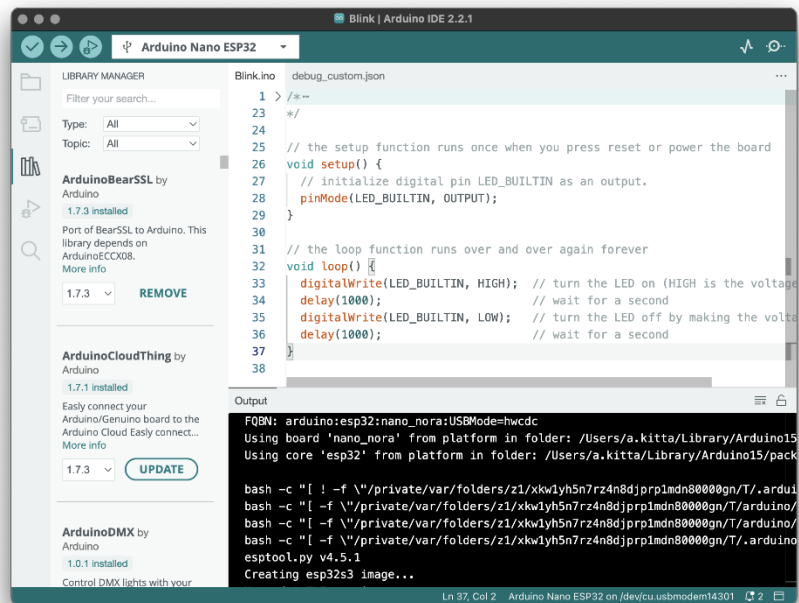 Blink | Arduino IDE 2.2.1
Arduino Nano ESP32
LIBRARY MANAGER
Filter your search...
Type: All
Topic: All
ArduinoBearSSL by
Arduino
1.7.3 installed
Port of BearSSL to Arduino. This
library depends on
ArduinoECCX08.
More info
1.7.3 REMOVE
ArduinoCloudThing by
Arduino
1.7.1 installed
Easly connect your
Arduino/Genuino board to the
Arduino Cloud Easly connect...
More info
1.7.3 UPDATE
ArduinoDMX by
Arduino
1.0.1 installed
Control DMX lights with your
Blink.ino debug_custom.json ...
1 > /*--
23 */
24
25 // the setup function runs once when you press reset or power the board
26 void setup() {
27 // initialize digital pin LED_BUILTIN as an output.
28 pinMode(LED_BUILTIN, OUTPUT);
29 }
30
31 // the loop function runs over and over again forever
32 void loop() {
33 digitalWrite(LED_BUILTIN, HIGH); // turn the LED on (HIGH is the voltage
34 delay(1000); // wait for a second
35 digitalWrite(LED_BUILTIN, LOW); // turn the LED off by making the volta
36 delay(1000); // wait for a second
37 }
38
Output
FQBN: arduino:esp32:nano_nora:USBMode=hwcdc
Using board 'nano_nora' from platform in folder: /Users/a.kitta/Library/Arduino15
Using core 'esp32' from platform in folder: /Users/a.kitta/Library/Arduino15/pack
bash -c "[ ! -f \"/private/var/folders/z1/xkw1yh5n7rz4n8djprp1mdn80000gn/T/.ardui
bash -c "[ -f \"/private/var/folders/z1/xkw1yh5n7rz4n8djprp1mdn80000gn/T/arduino/
bash -c "[ -f \"/private/var/folders/z1/xkw1yh5n7rz4n8djprp1mdn80000gn/T/arduino/
bash -c "[ -f \"/private/var/folders/z1/xkw1yh5n7rz4n8djprp1mdn80000gn/T/.arduino
esptool.py v4.5.1
Creating esp32s3 image...
Ln 37, Col 2 Arduino Nano ESP32 on /dev/cu.usbmodem14301 2